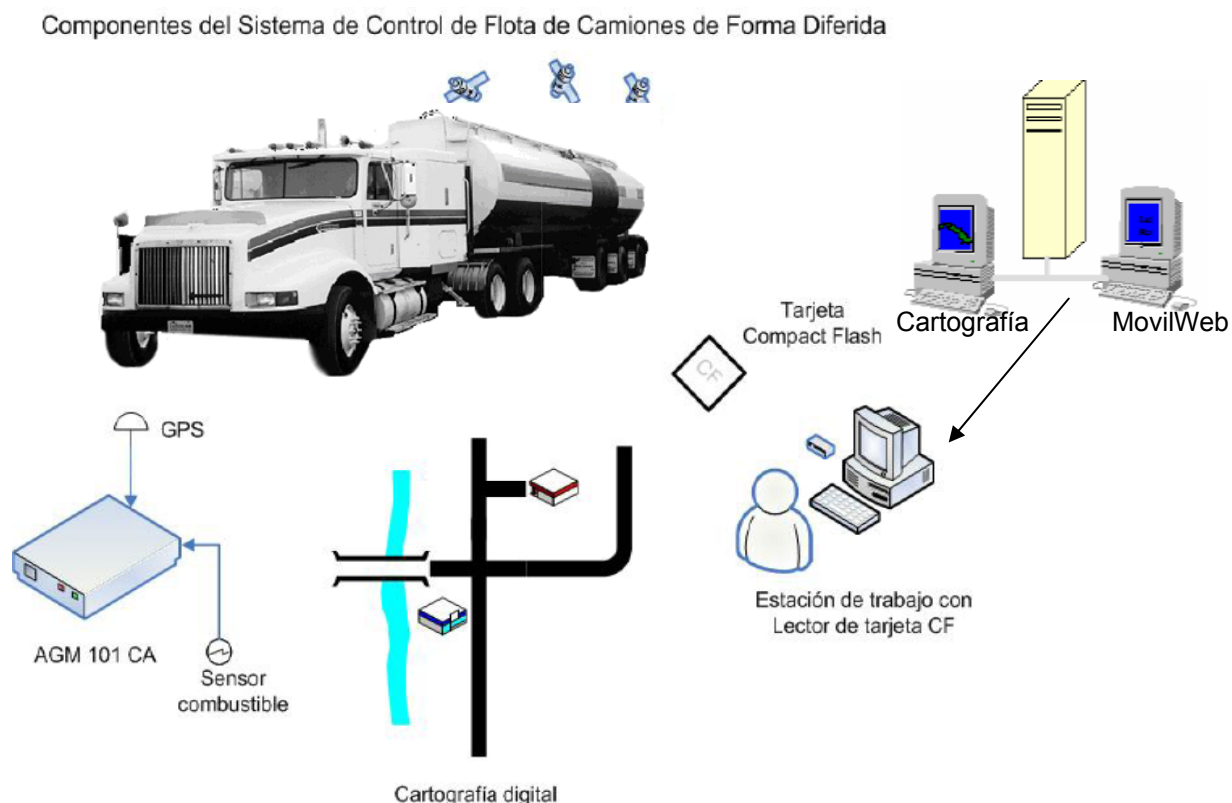 Componentes del Sistema de Control de Flota de Camiones de Forma Diferida
Tarjeta
Compact Flash
CF
Cartografía
MovilWeb
GPS
AGM 101 CA
Sensor
combustible
Estación de trabajo con
Lector de tarjeta CF
Cartografía digital